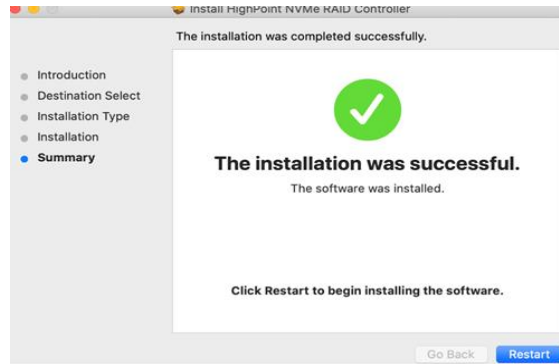 Install HighPoint NVMe RAID Controller
The installation was completed successfully.
Introduction
Destination Select
Installation Type
Installation
Summary
The installation was successful.
The software was installed.
Click Restart to begin installing the software.
Go Back
Restart